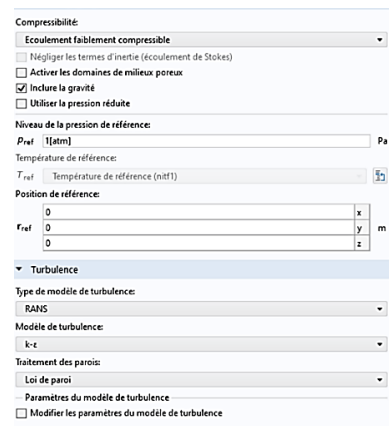 Compressibilité:
Ecoulement faiblement compressible
Négliger les termes d'inertie (écoulement de Stokes)
Activer les domaines de milieux poreux
Inclure la gravité
Utiliser la pression réduite
Niveau de la pression de référence:
Pref 1[atm] Pa
Température de référence:
Tref Température de référence (nitf1)
Position de référence:
0 x
rref 0 y m
0 z
Turbulence
Type de modèle de turbulence:
RANS
Modèle de turbulence:
k-ε
Traitement des parois:
Loi de paroi
Paramètres du modèle de turbulence
Modifier les paramètres du modèle de turbulence